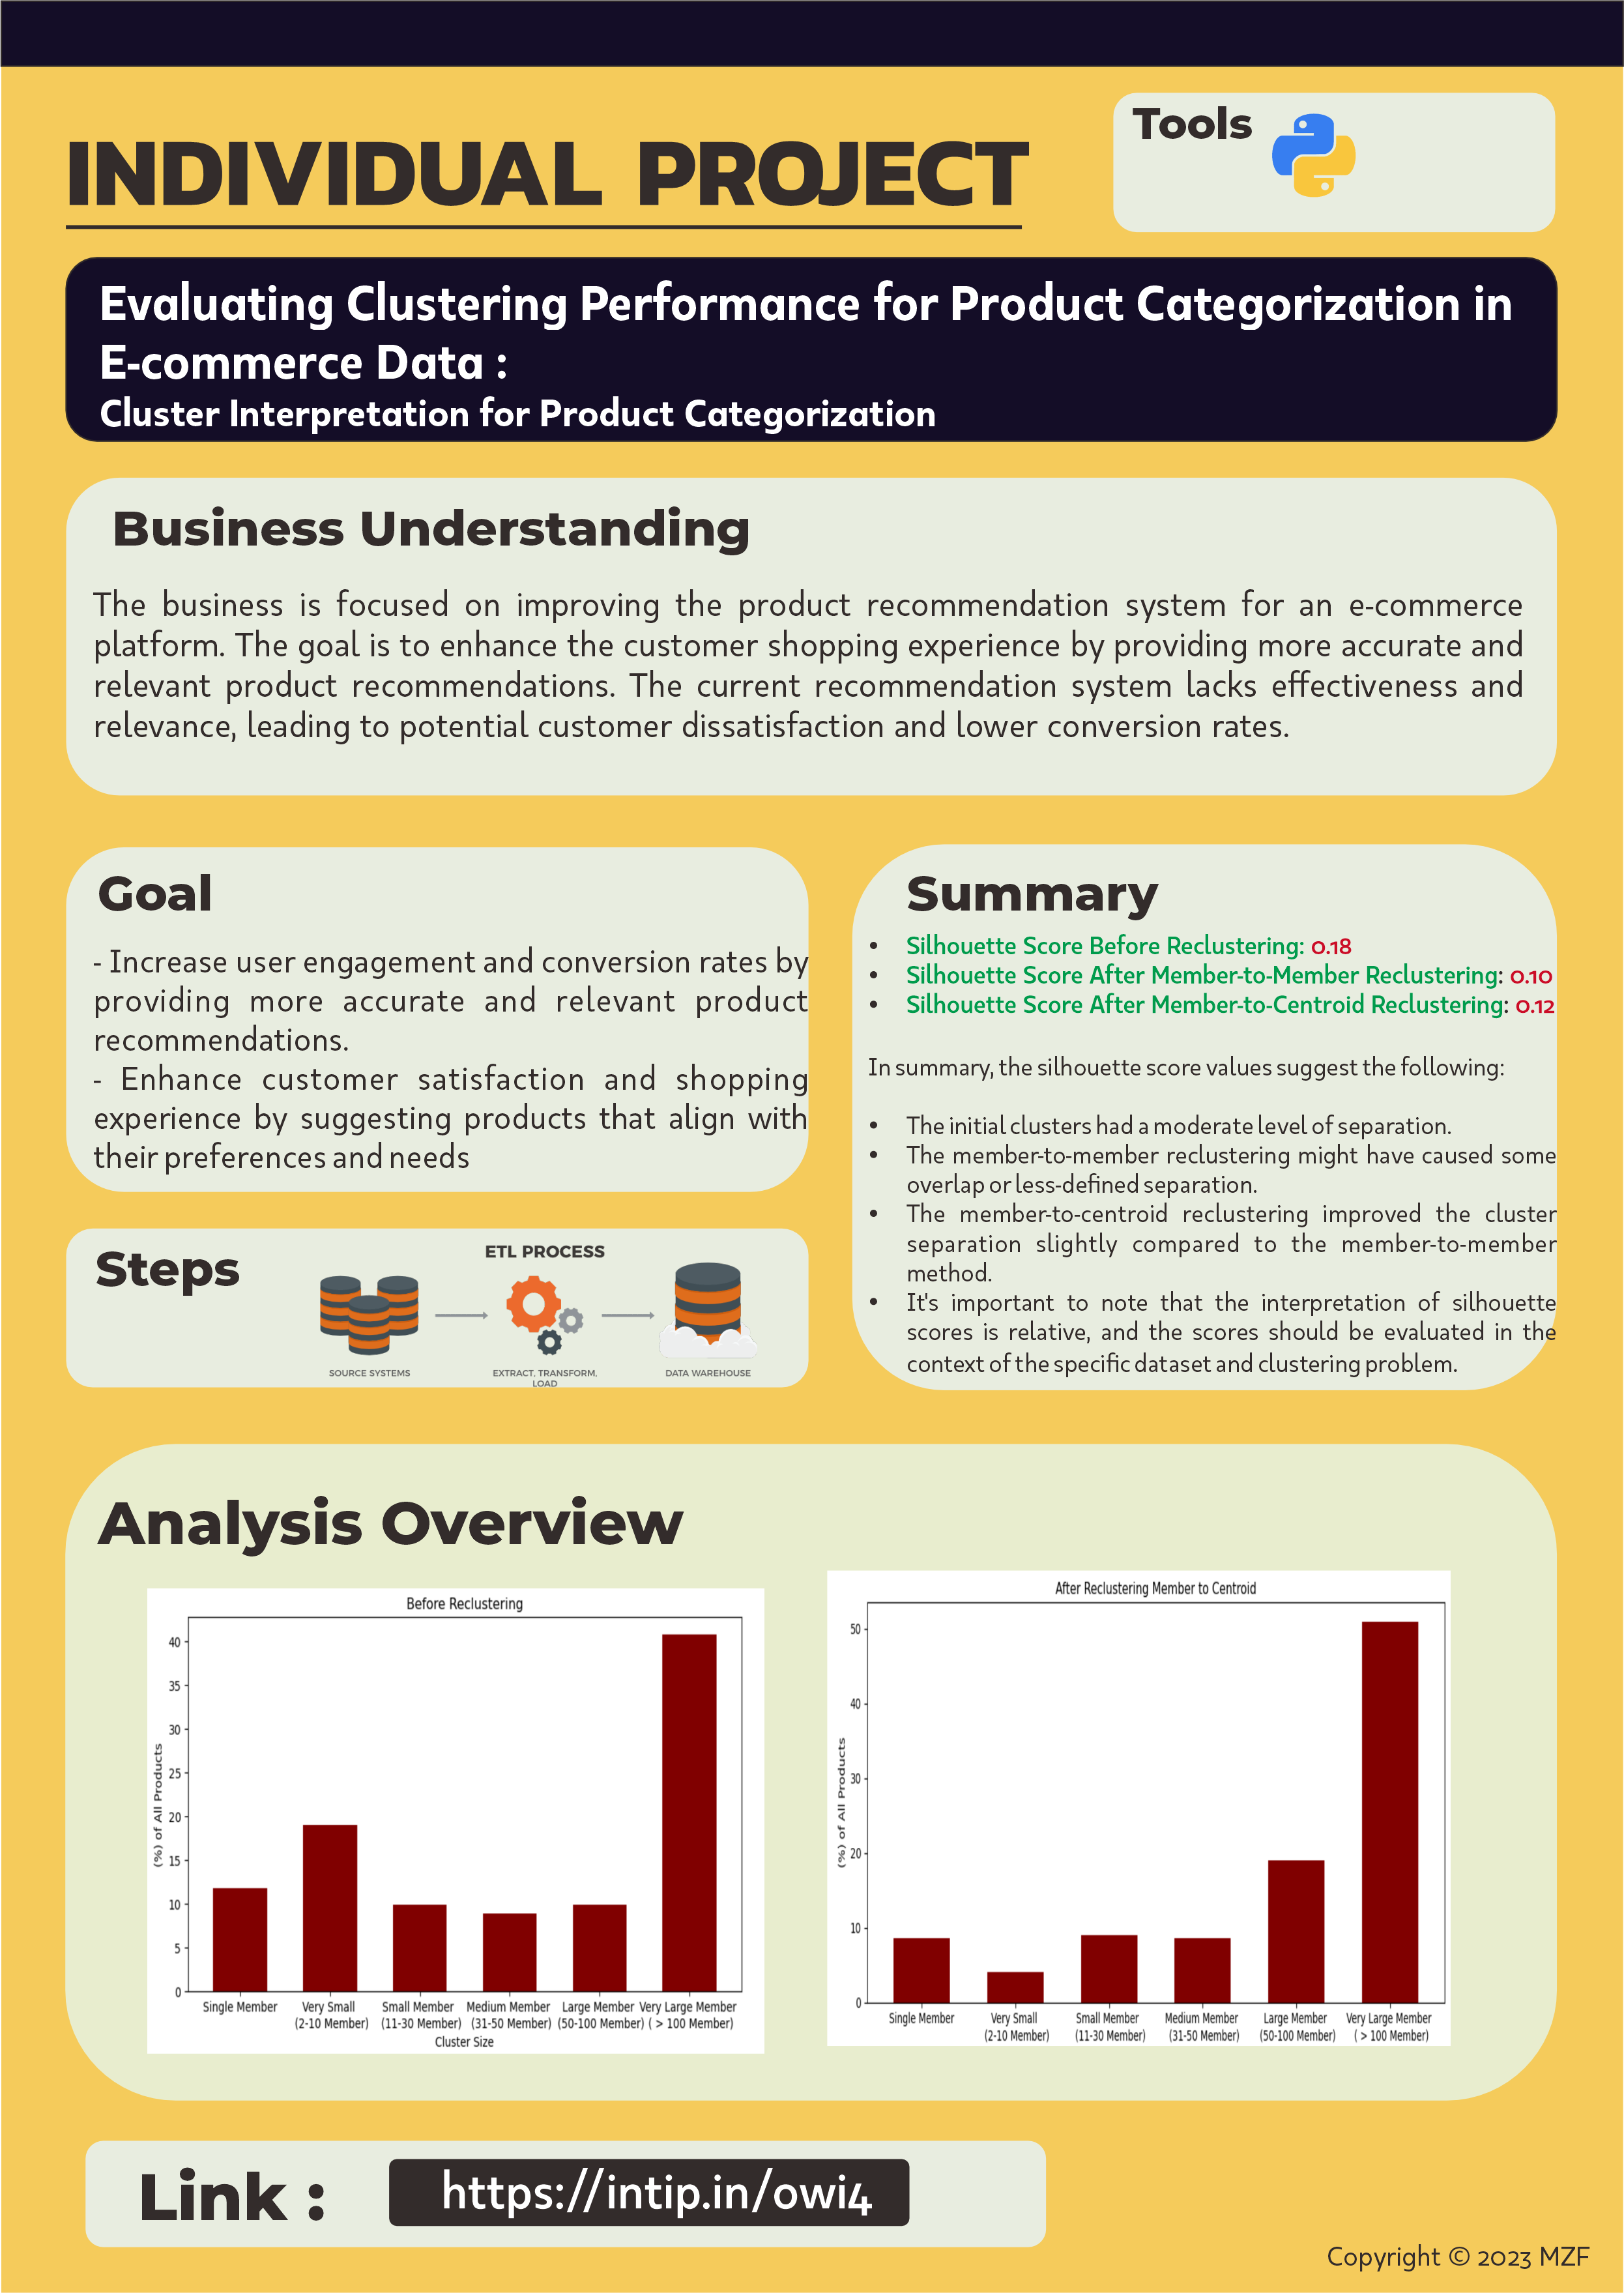 INDIVIDUAL PROJECT
Tools
Evaluating Clustering Performance for Product Categorization in
E-commerce Data :
Cluster Interpretation for Product Categorization
Business Understanding
The business is focused on improving the product recommendation system for an e-commerce
platform. The goal is to enhance the customer shopping experience by providing more accurate and
relevant product recommendations. The current recommendation system lacks effectiveness and
relevance, leading to potential customer dissatisfaction and lower conversion rates.
Goal
- Increase user engagement and conversion rates by
providing more accurate and relevant product
recommendations.
- Enhance customer satisfaction and shopping
experience by suggesting products that align with
their preferences and needs
Steps
ETL PROCESS
SOURCE SYSTEMS
EXTRACT, TRANSFORM,
LOAD
DATA WAREHOUSE
Summary
• Silhouette Score Before Reclustering: 0.18
• Silhouette Score After Member-to-Member Reclustering: 0.10
• Silhouette Score After Member-to-Centroid Reclustering: 0.12
In summary, the silhouette score values suggest the following:
• The initial clusters had a moderate level of separation.
• The member-to-member reclustering might have caused some
overlap or less-defined separation.
• The member-to-centroid reclustering improved the cluster
separation slightly compared to the member-to-member
method.
• It's important to note that the interpretation of silhouette
scores is relative, and the scores should be evaluated in the
context of the specific dataset and clustering problem.
Analysis Overview
Before Reclustering
(%) of All Products
40
35
30
25
20
15
10
5
0
Single Member Very Small Small Member Medium Member Large Member Very Large Member
(2-10 Member) (11-30 Member) (31-50 Member) (50-100 Member) ( > 100 Member)
Cluster Size
After Reclustering Member to Centroid
(%) of All Products
50
40
30
20
10
0
Single Member Very Small Small Member Medium Member Large Member Very Large Member
(2-10 Member) (11-30 Member) (31-50 Member) (50-100 Member) ( > 100 Member)
Link :
https://intip.in/owi4
Copyright © 2023 MZF